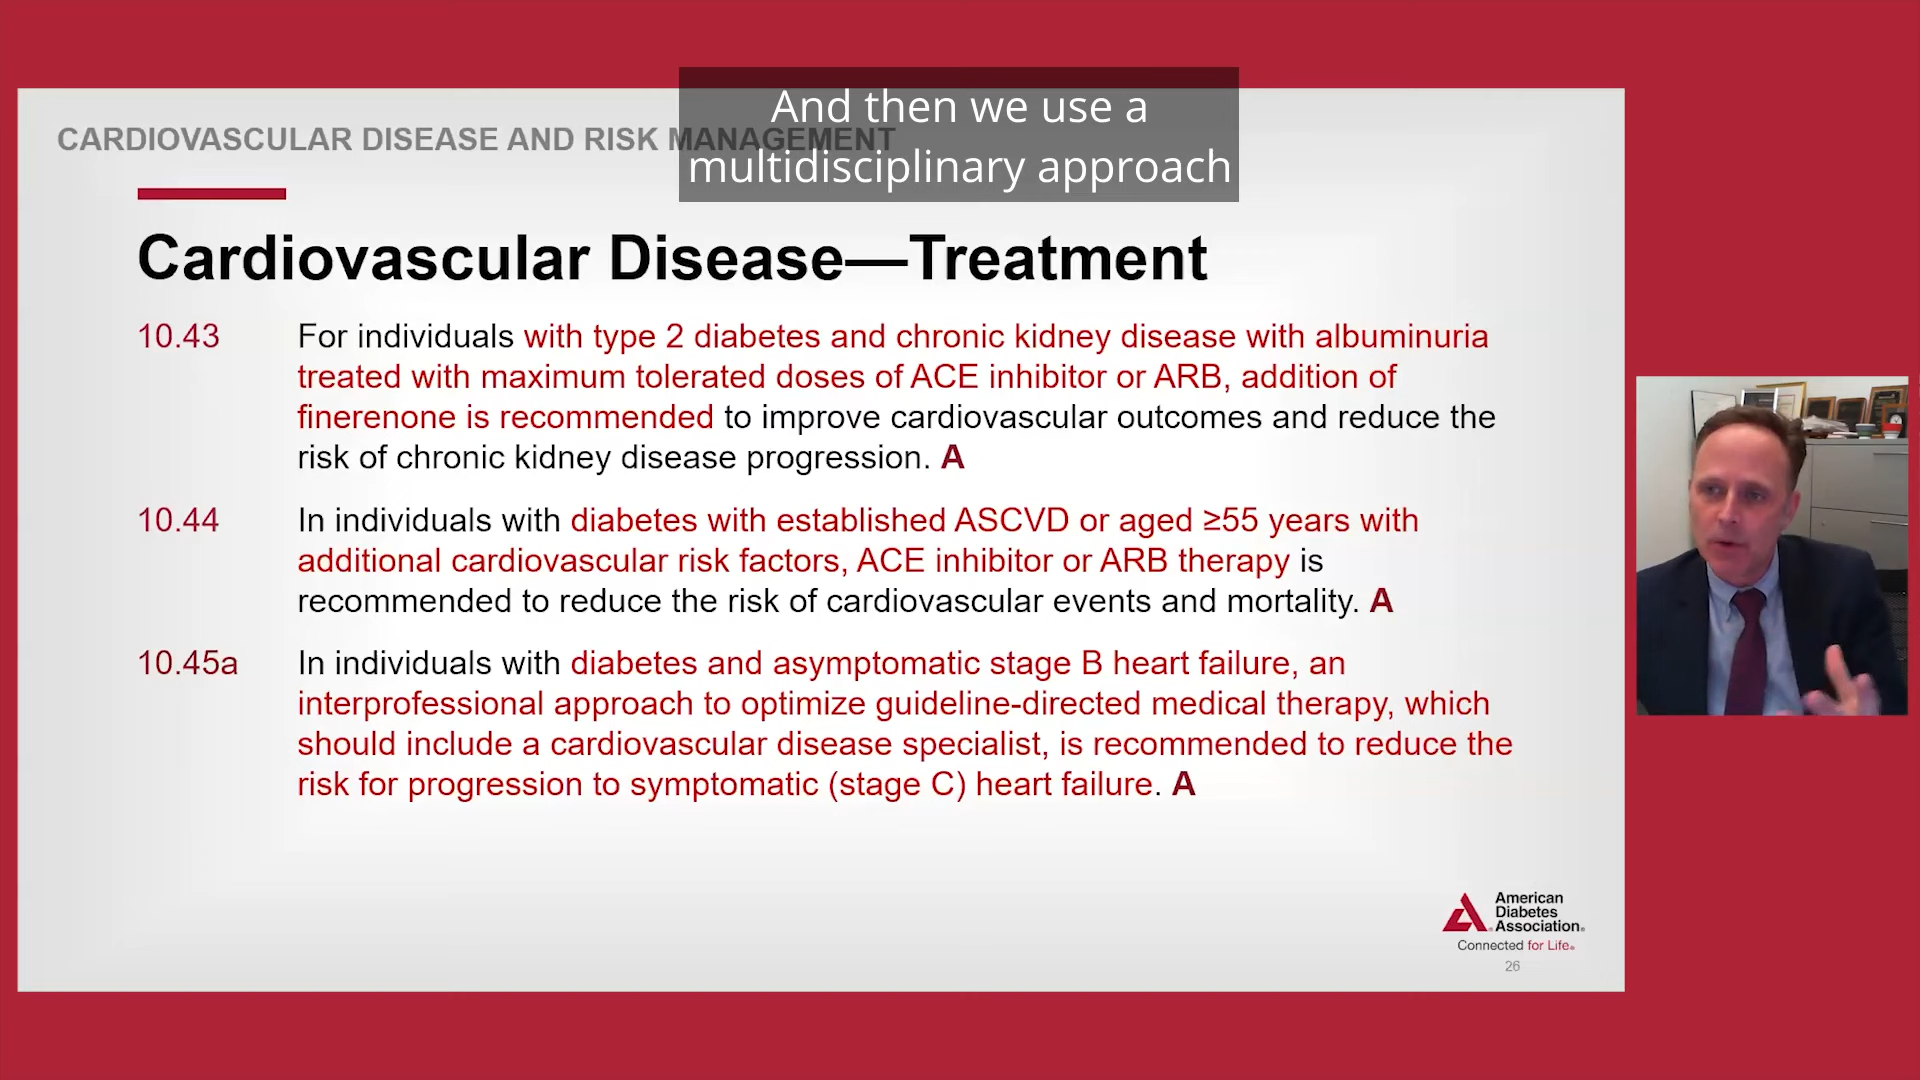 And then we use a
multidisciplinary approach
CARDIOVASCULAR DISEASE AND RISK MANAGEMENT
Cardiovascular Disease—Treatment
10.43 For individuals with type 2 diabetes and chronic kidney disease with albuminuria
treated with maximum tolerated doses of ACE inhibitor or ARB, addition of
finerenone is recommended to improve cardiovascular outcomes and reduce the
risk of chronic kidney disease progression. A
10.44 In individuals with diabetes with established ASCVD or aged ≥55 years with
additional cardiovascular risk factors, ACE inhibitor or ARB therapy is
recommended to reduce the risk of cardiovascular events and mortality. A
10.45a In individuals with diabetes and asymptomatic stage B heart failure, an
interprofessional approach to optimize guideline-directed medical therapy, which
should include a cardiovascular disease specialist, is recommended to reduce the
risk for progression to symptomatic (stage C) heart failure. A
American
Diabetes
Association®
Connected for Life®
26